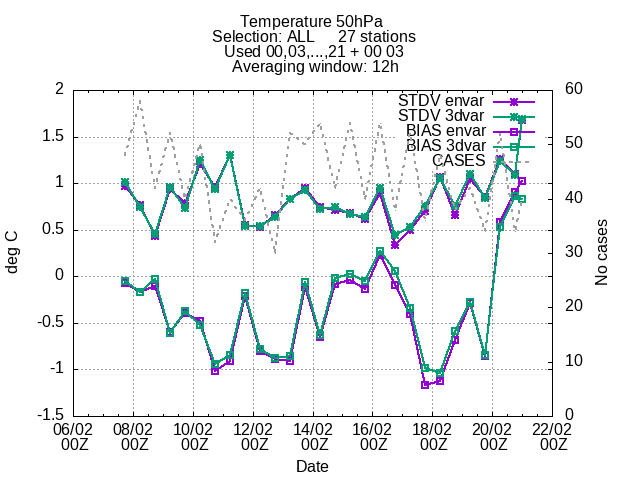 Temperature 50hPa
Selection: ALL 27 stations
Used 00,03,...,21 + 00 03
Averaging window: 12h
STDV envar
STDV 3dvar
BIAS envar
BIAS 3dvar
CASES
2
1.5
1
0.5
0
-0.5
-1
-1.5
deg C
60
50
40
30
20
10
0
No cases
06/02 08/02 10/02 12/02 14/02 16/02 18/02 20/02 22/02
00Z 00Z 00Z 00Z 00Z 00Z 00Z 00Z 00Z
Date